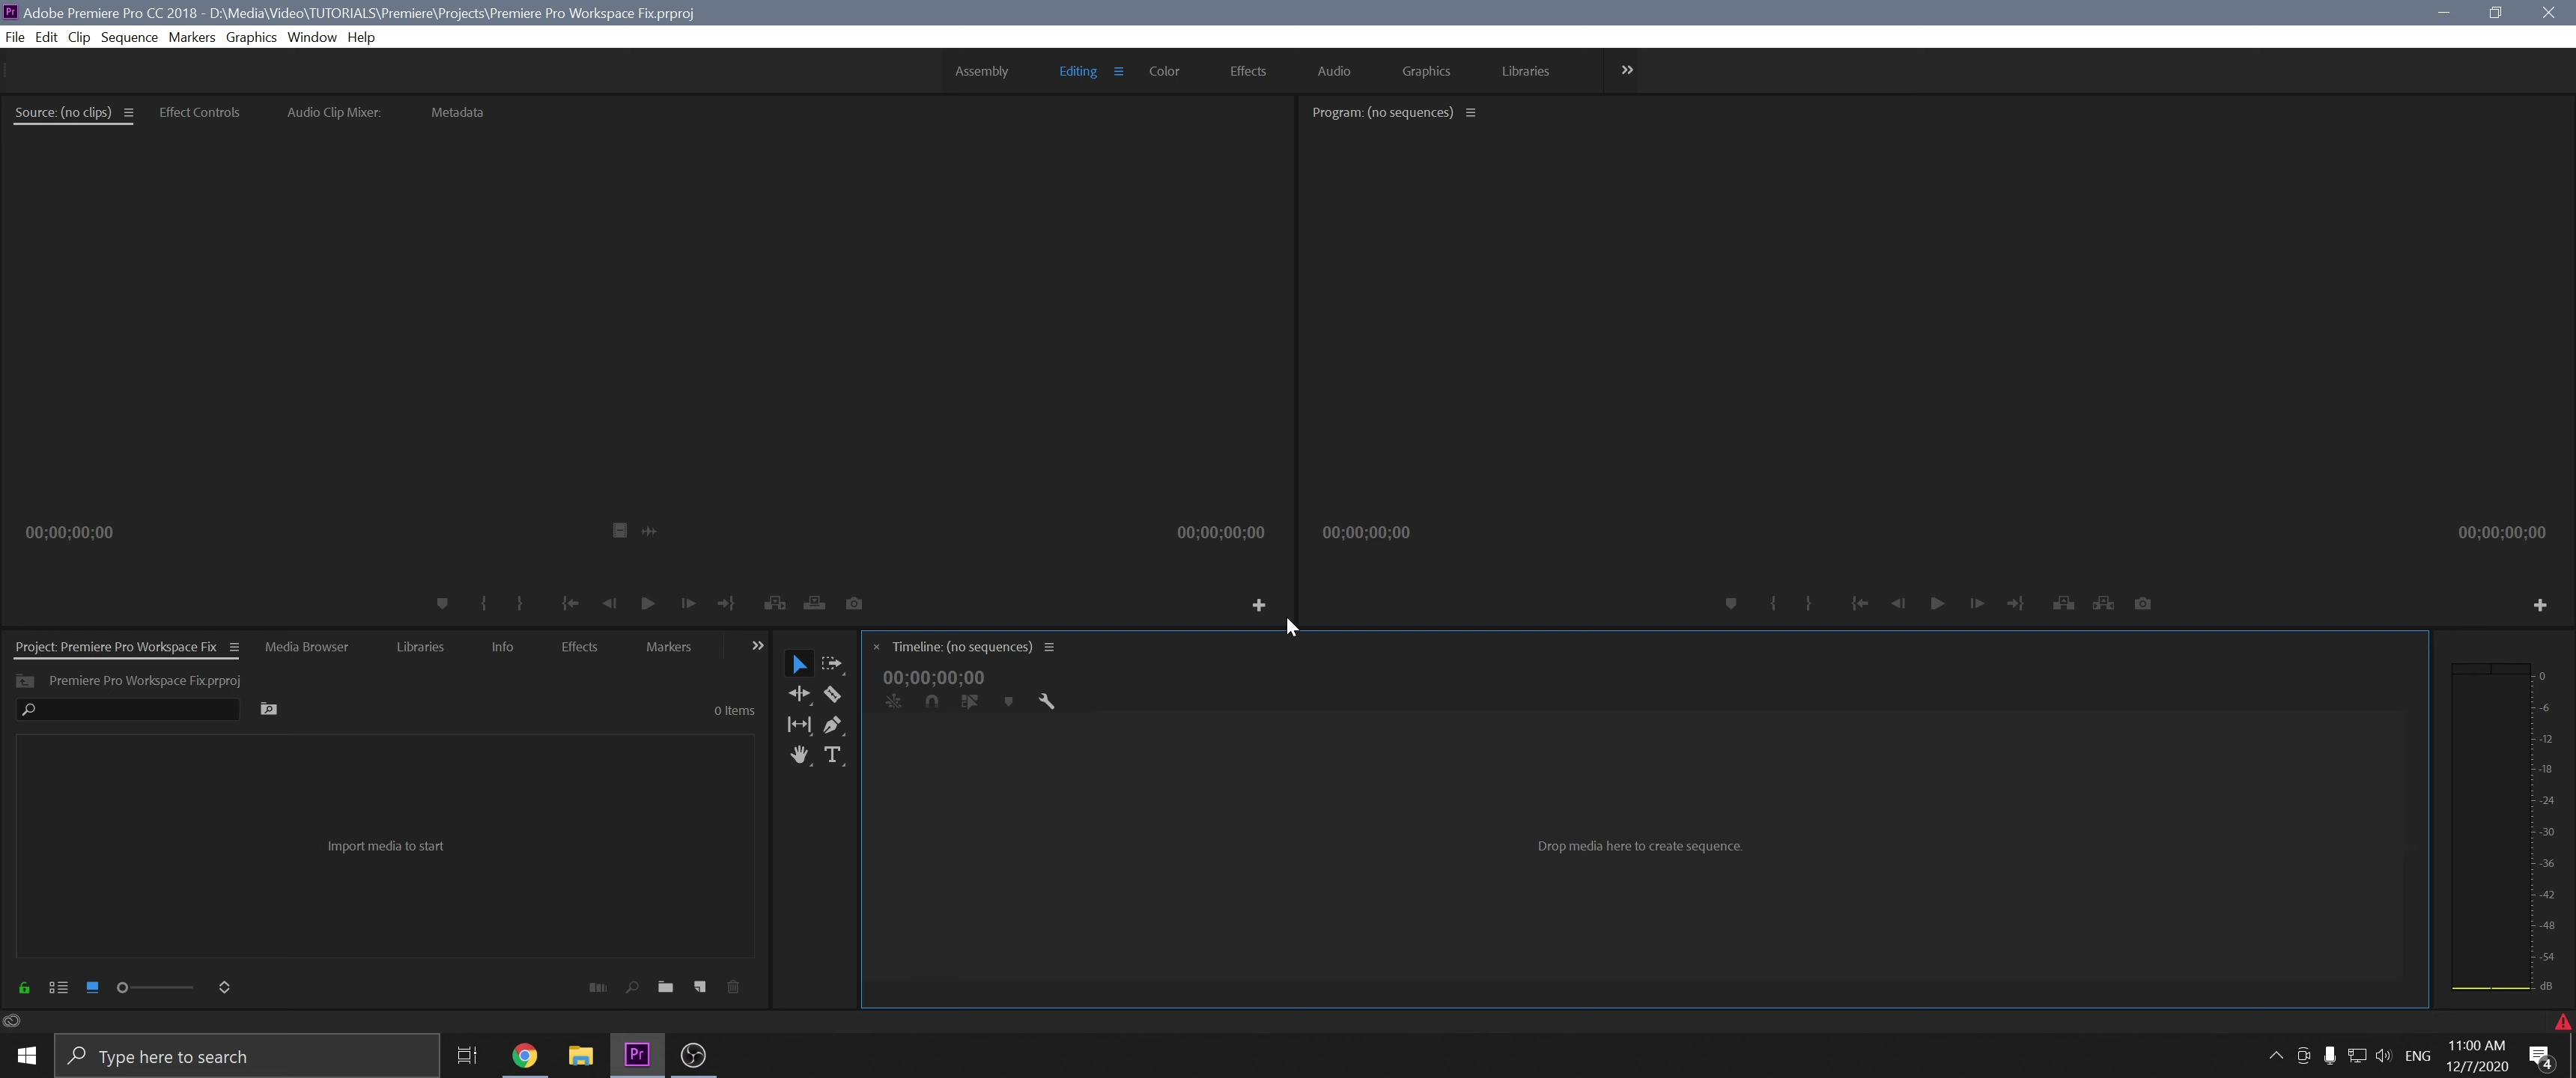 Pr Adobe Premiere Pro CC 2018 - D:\Media\Video\TUTORIALS\Premiere\Projects\Premiere Pro Workspace Fix.prproj
File Edit Clip Sequence Markers Graphics Window Help
Assembly Editing Color Effects Audio Graphics Libraries
Source: (no clips) Effect Controls Audio Clip Mixer: Metadata
Program: (no sequences)
00;00;00;00 00;00;00;00
00;00;00;00 00;00;00;00
Project: Premiere Pro Workspace Fix Media Browser Libraries Info Effects Markers
Premiere Pro Workspace Fix.prproj
0 Items
Import media to start
Timeline: (no sequences)
00;00;00;00
Drop media here to create sequence.
0
-6
-12
-18
-24
-30
-36
-42
-48
-54
dB
Type here to search
Pr
ENG
11:00 AM
12/7/2020
4